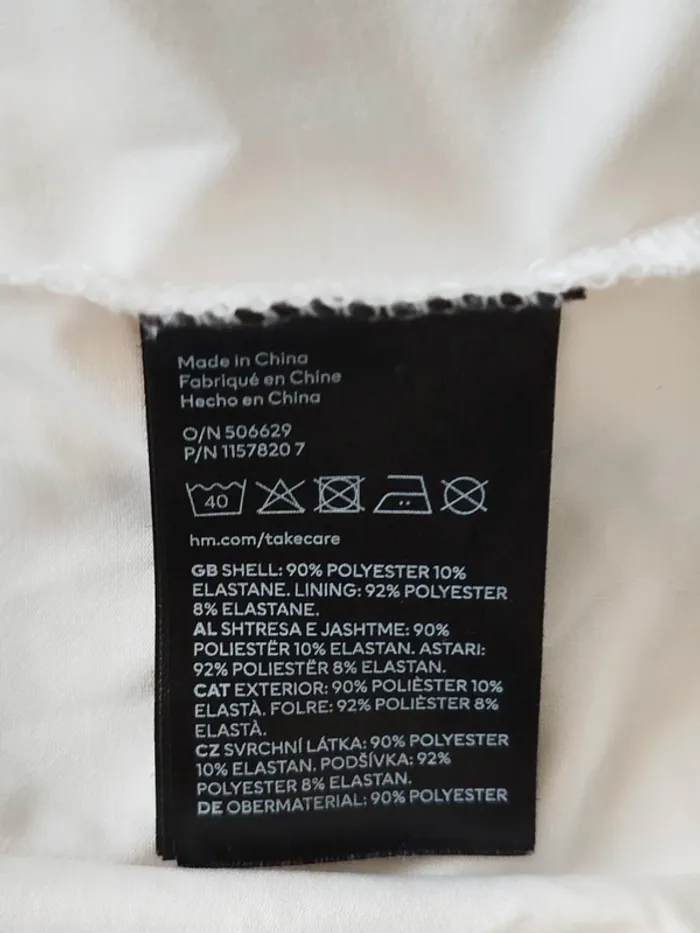 Made in China
Fabriqué en Chine
Hecho en China
O/N 506629
P/N 1157820 7
40
hm.com/takecare
GB SHELL: 90% POLYESTER 10%
ELASTANE. LINING: 92% POLYESTER
8% ELASTANE.
AL SHTRESA E JASHTME: 90%
POLIESTËR 10% ELASTAN. ASTARI:
92% POLIESTËR 8% ELASTAN.
CAT EXTERIOR: 90% POLIÈSTER 10%
ELASTÀ. FOLRE: 92% POLIÈSTER 8%
ELASTÀ.
CZ SVRCHNÍ LÁTKA: 90% POLYESTER
10% ELASTAN. PODŠÍVKA: 92%
POLYESTER 8% ELASTAN.
DE OBERMATERIAL: 90% POLYESTER